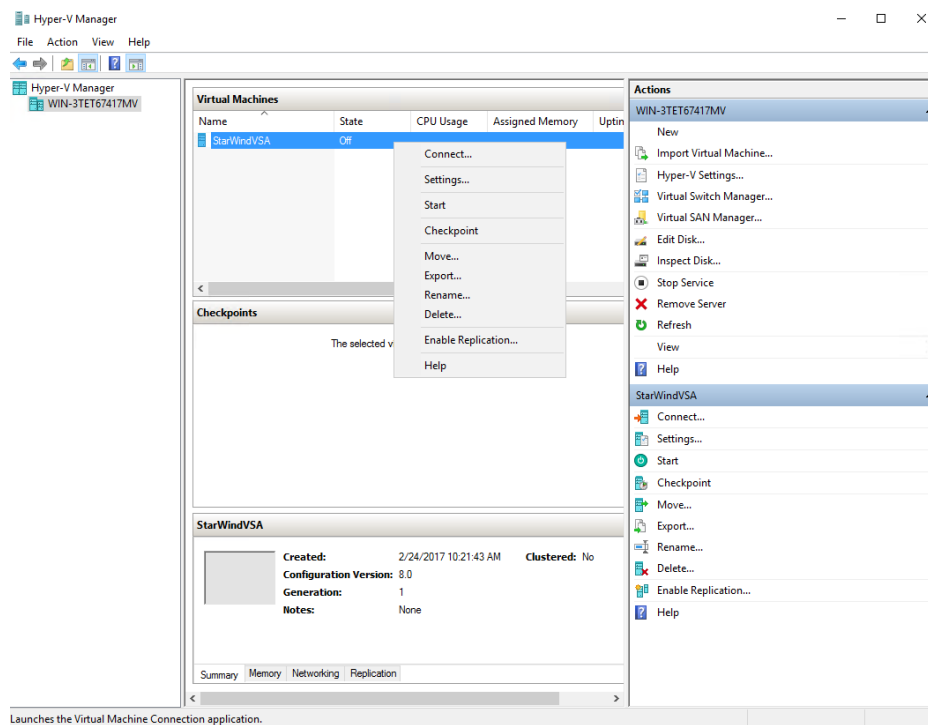 Hyper-V Manager
File Action View Help
Hyper-V Manager
WIN-3TET67417MV
Virtual Machines
Name State CPU Usage Assigned Memory Uptin
StarWindVSA Off
Connect...
Settings...
Start
Checkpoint
Move...
Export...
Rename...
Delete...
Enable Replication...
Help
Checkpoints
The selected v
StarWindVSA
Created: 2/24/2017 10:21:43 AM Clustered: No
Configuration Version: 8.0
Generation: 1
Notes: None
Summary Memory Networking Replication
Actions
WIN-3TET67417MV
New
Import Virtual Machine...
Hyper-V Settings...
Virtual Switch Manager...
Virtual SAN Manager...
Edit Disk...
Inspect Disk...
Stop Service
Remove Server
Refresh
View
Help
StarWindVSA
Connect...
Settings...
Start
Checkpoint
Move...
Export...
Rename...
Delete...
Enable Replication...
Help
Launches the Virtual Machine Connection application.